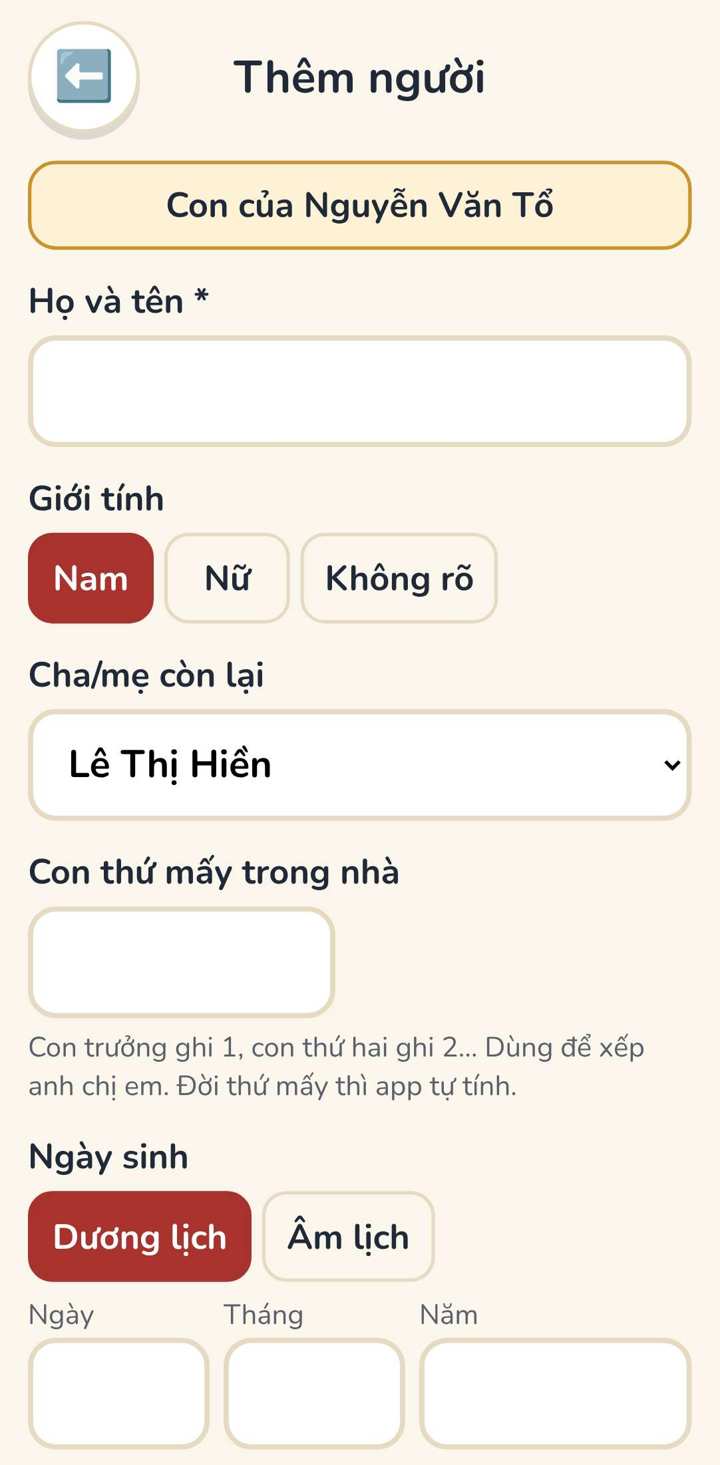 Thêm người
Con của Nguyễn Văn Tổ
Họ và tên *
Giới tính
Nam Nữ Không rõ
Cha/mẹ còn lại
Lê Thị Hiền
Con thứ mấy trong nhà
Con trưởng ghi 1, con thứ hai ghi 2... Dùng để xếp
anh chị em. Đời thứ mấy thì app tự tính.
Ngày sinh
Dương lịch Âm lịch
Ngày Tháng Năm